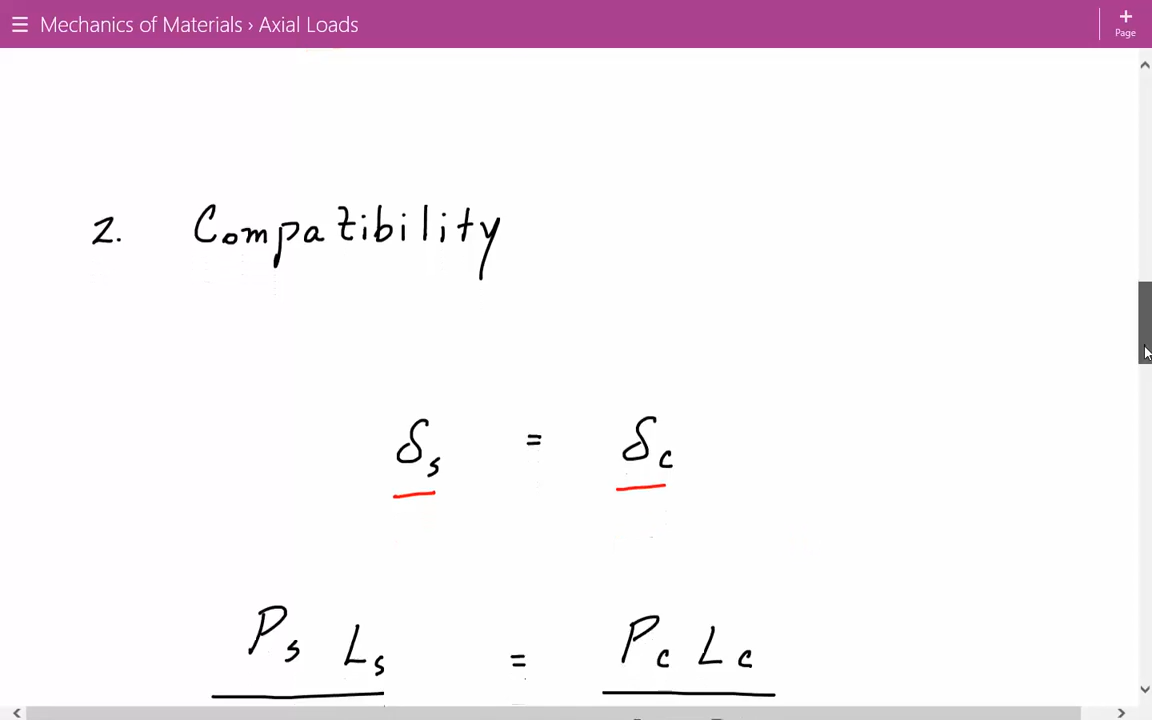 Mechanics of Materials › Axial Loads
+
Page
2. Compatibility
δs = δc
Ps Ls = Pc Lc